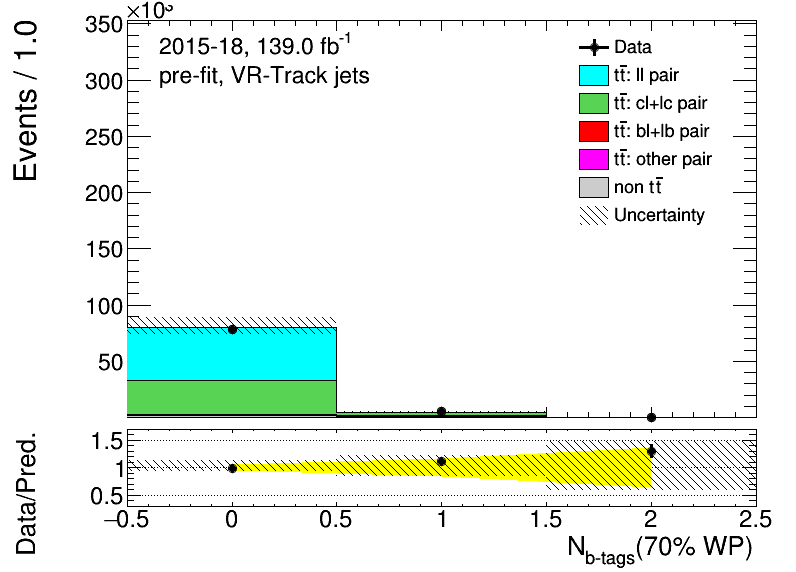 ×10³
Events / 1.0
350
300
250
200
150
100
50
2015-18, 139.0 fb⁻¹
pre-fit, VR-Track jets
Data
tt̄: ll pair
tt̄: cl+lc pair
tt̄: bl+lb pair
tt̄: other pair
non tt̄
Uncertainty
Data/Pred.
1.5
1
0.5
−0.5 0 0.5 1 1.5 2 2.5
N_b-tags(70% WP)